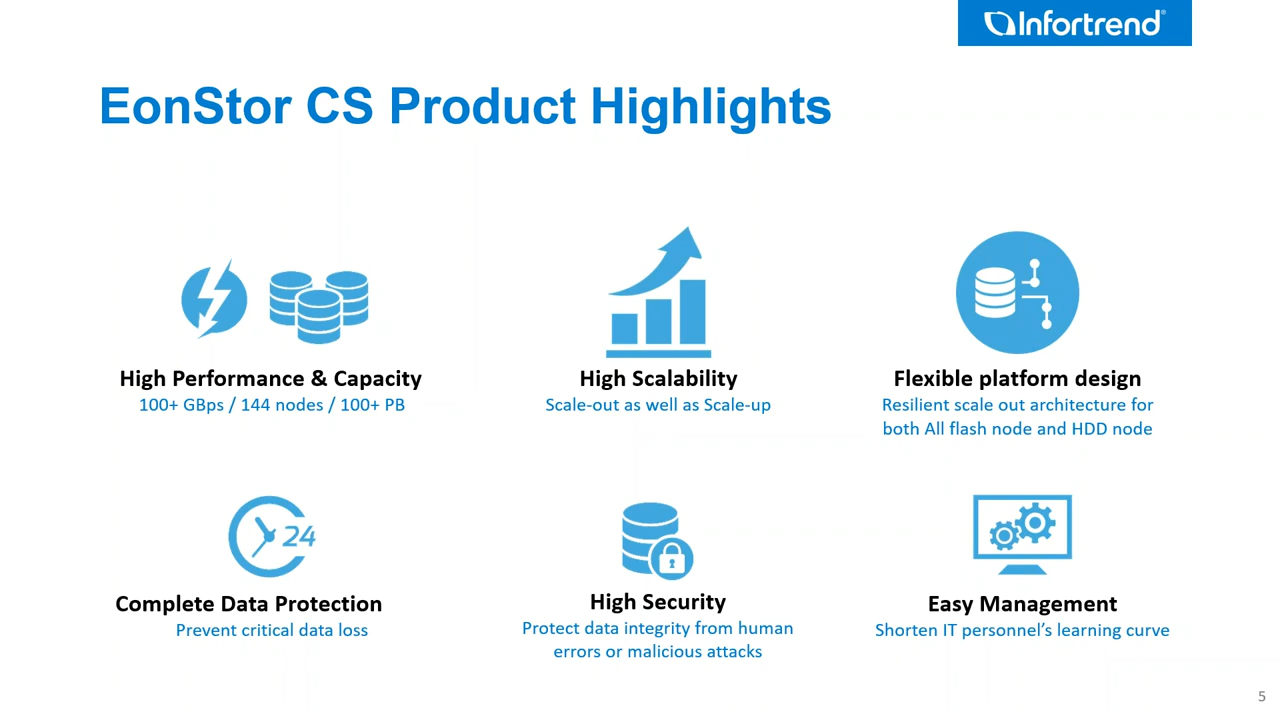 Infortrend®
EonStor CS Product Highlights
High Performance & Capacity
100+ GBps / 144 nodes / 100+ PB
High Scalability
Scale-out as well as Scale-up
Flexible platform design
Resilient scale out architecture for
both All flash node and HDD node
24
Complete Data Protection
Prevent critical data loss
High Security
Protect data integrity from human
errors or malicious attacks
Easy Management
Shorten IT personnel’s learning curve
5